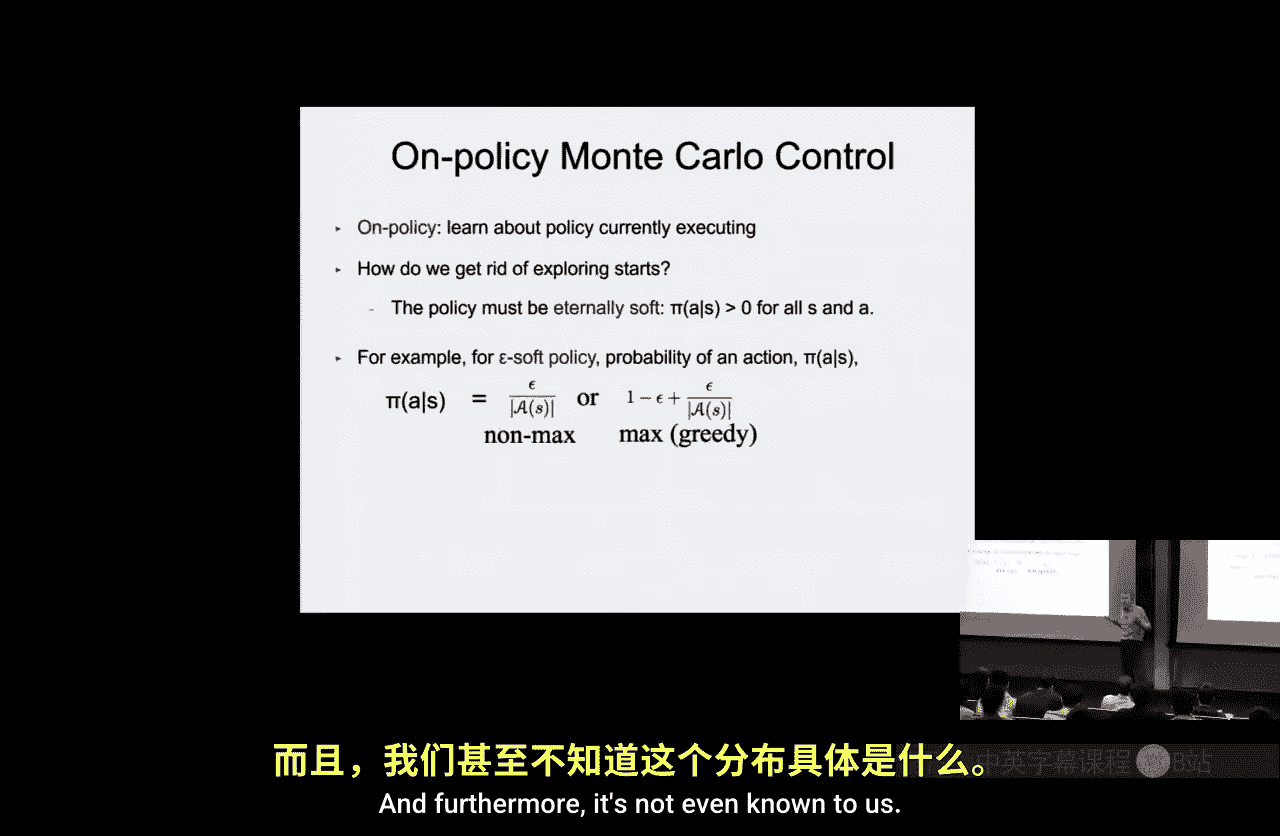 On-policy Monte Carlo Control
‣ On-policy: learn about policy currently executing
‣ How do we get rid of exploring starts?
- The policy must be eternally soft: π(a|s) > 0 for all s and a.
‣ For example, for ε-soft policy, probability of an action, π(a|s),
π(a|s) = ϵ/|A(s)| or 1 − ϵ + ϵ/|A(s)|
non-max max (greedy)
而且，我们甚至不知道这个分布具体是什么。
中英字幕课程 B站
And furthermore, it's not even known to us.